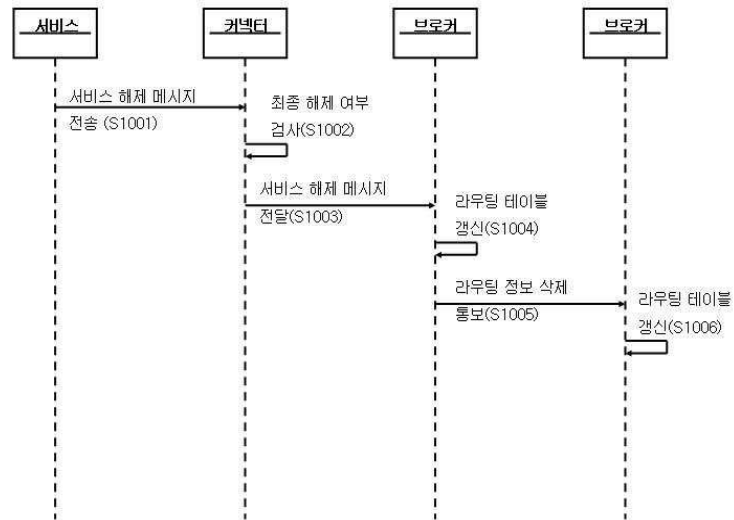 서비스
커넥터
브로커
브로커
서비스 해제 메시지
전송 (S1001)
최종 해제 여부
검사(S1002)
서비스 해제 메시지
전달(S1003)
라우팅 테이블
갱신(S1004)
라우팅 정보 삭제
통보(S1005)
라우팅 테이블
갱신(S1006)